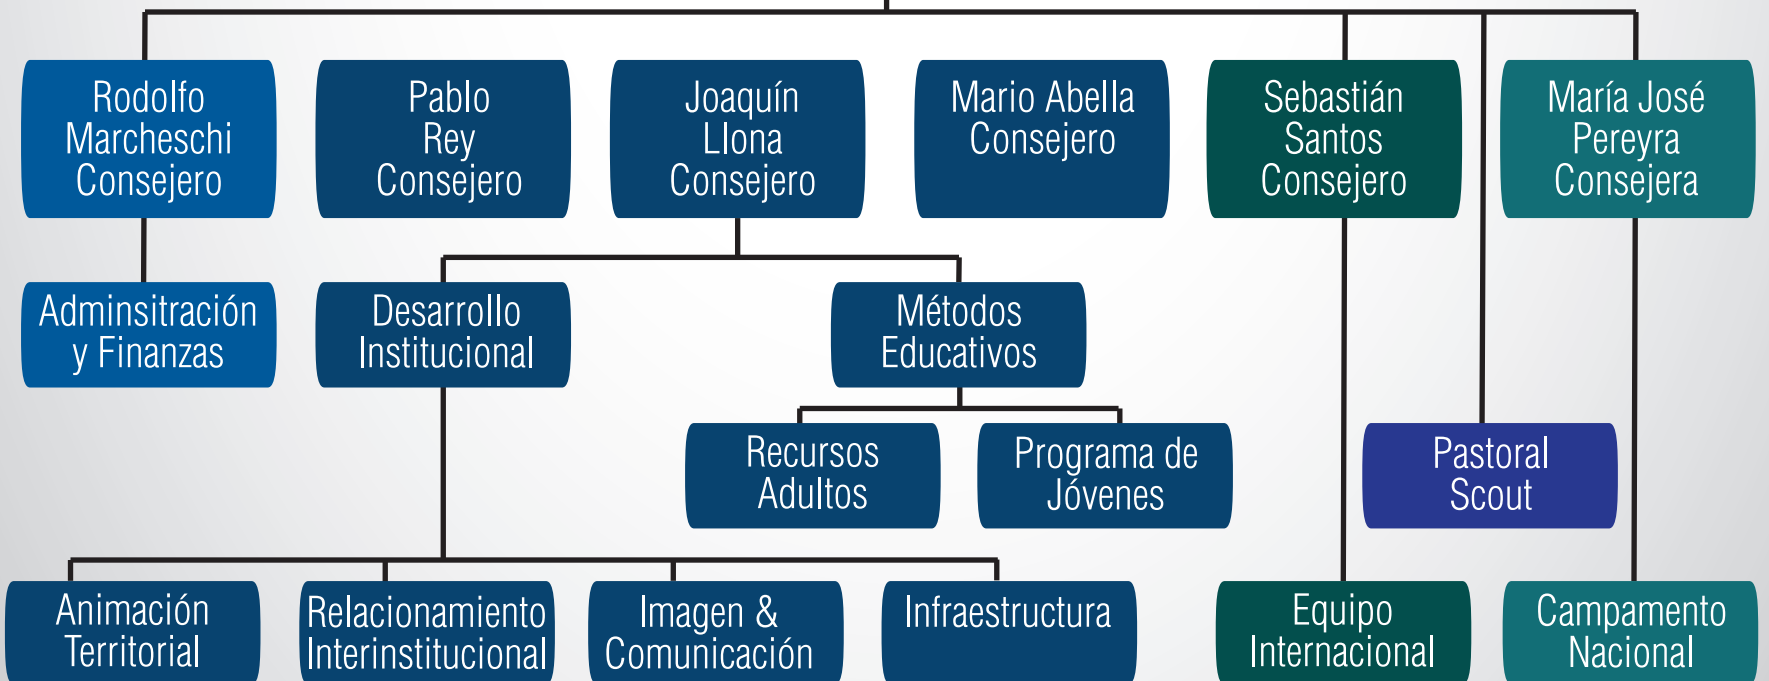 Rodolfo
Marcheschi
Consejero
Pablo
Rey
Consejero
Joaquín
Llona
Consejero
Mario Abella
Consejero
Sebastián
Santos
Consejero
María José
Pereyra
Consejera
Adminsitración
y Finanzas
Desarrollo
Institucional
Métodos
Educativos
Recursos
Adultos
Programa de
Jóvenes
Pastoral
Scout
Animación
Territorial
Relacionamiento
Interinstitucional
Imagen &
Comunicación
Infraestructura
Equipo
Internacional
Campamento
Nacional